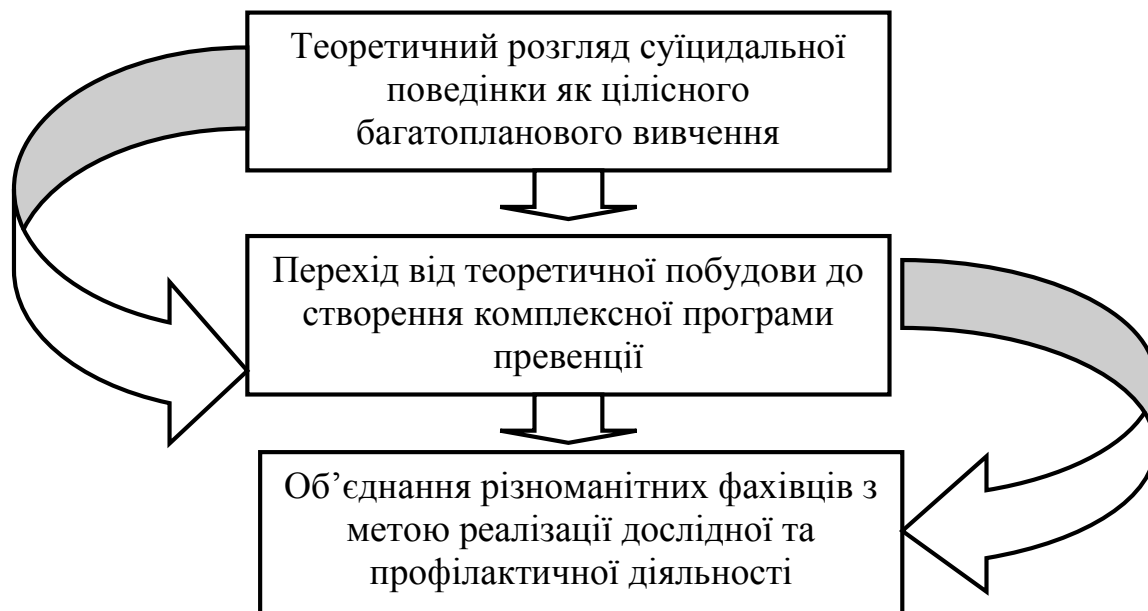 Теоретичний розгляд суїцидальної
поведінки як цілісного
багатопланового вивчення
Перехід від теоретичної побудови до
створення комплексної програми
превенції
Об’єднання різноманітних фахівців з
метою реалізації дослідної та
профілактичної діяльності